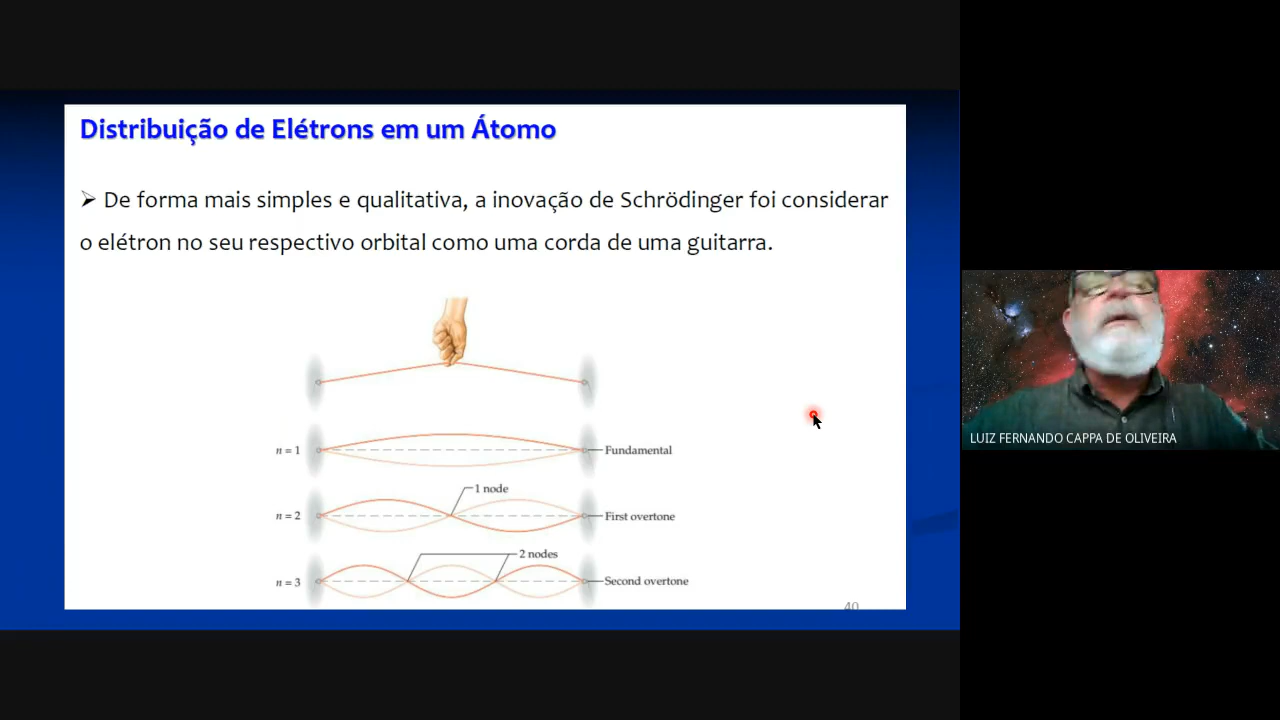 Distribuição de Elétrons em um Átomo
➢ De forma mais simples e qualitativa, a inovação de Schrödinger foi considerar
o elétron no seu respectivo orbital como uma corda de uma guitarra.
n = 1
Fundamental
1 node
n = 2
First overtone
2 nodes
n = 3
Second overtone
40
LUIZ FERNANDO CAPPA DE OLIVEIRA